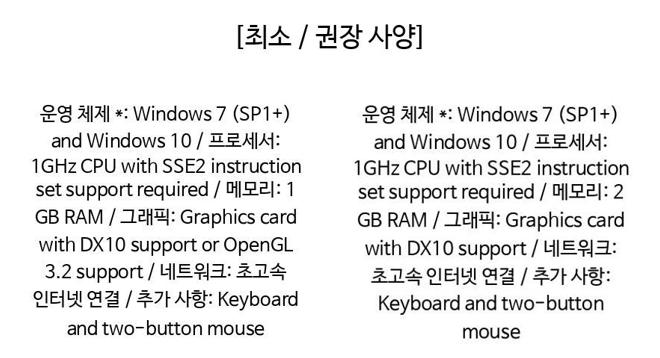 [최소 / 권장 사양]
운영 체제 *: Windows 7 (SP1+)
and Windows 10 / 프로세서:
1GHz CPU with SSE2 instruction
set support required / 메모리: 1
GB RAM / 그래픽: Graphics card
with DX10 support or OpenGL
3.2 support / 네트워크: 초고속
인터넷 연결 / 추가 사항: Keyboard
and two-button mouse
운영 체제 *: Windows 7 (SP1+)
and Windows 10 / 프로세서:
1GHz CPU with SSE2 instruction
set support required / 메모리: 2
GB RAM / 그래픽: Graphics card
with DX10 support / 네트워크:
초고속 인터넷 연결 / 추가 사항:
Keyboard and two-button
mouse